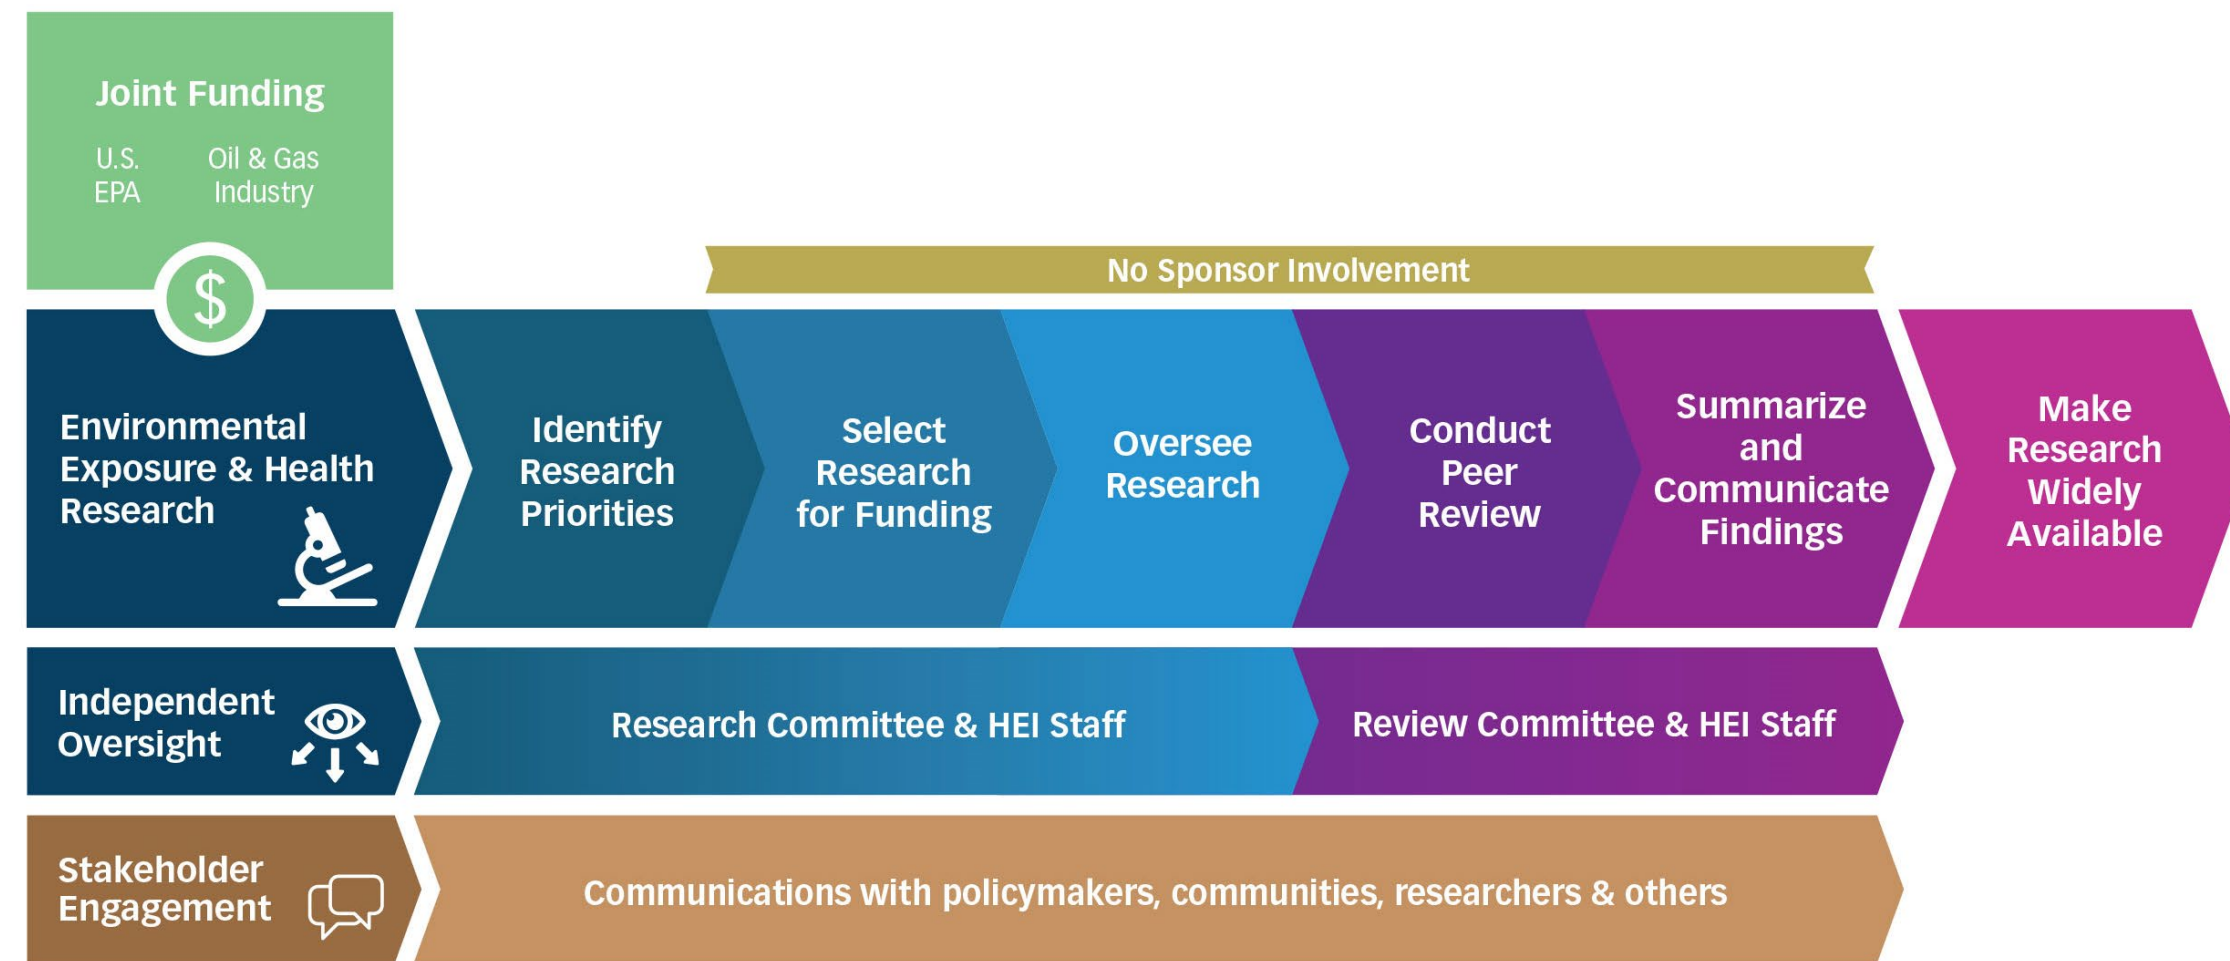 Joint Funding
U.S.
EPA
Oil & Gas
Industry
$
No Sponsor Involvement
Environmental
Exposure & Health
Research
Identify
Research
Priorities
Select
Research
for Funding
Oversee
Research
Conduct
Peer
Review
Summarize
and
Communicate
Findings
Make
Research
Widely
Available
Independent
Oversight
Research Committee & HEI Staff
Review Committee & HEI Staff
Stakeholder
Engagement
Communications with policymakers, communities, researchers & others